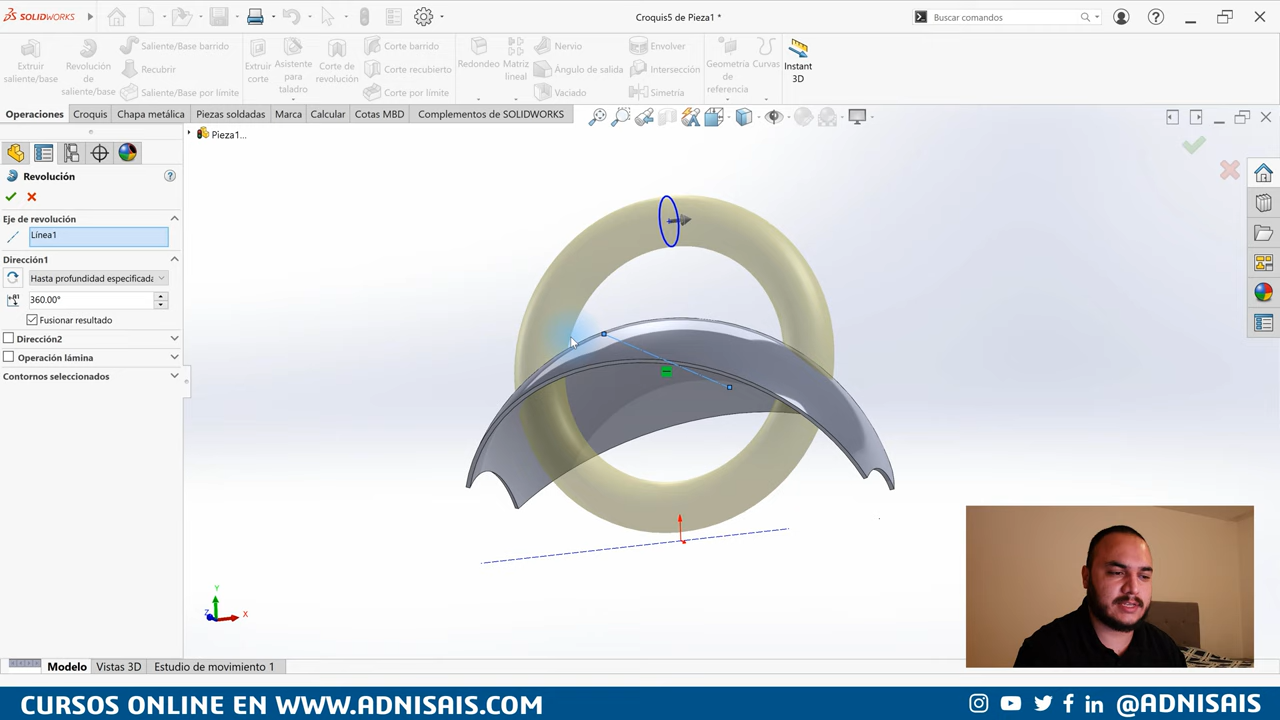 SOLIDWORKS
Croquis5 de Pieza1 *
Buscar comandos
Extruir saliente/base
Revolución de saliente/base
Saliente/Base barrido
Recubrir
Saliente/Base por límite
Extruir corte
Asistente para taladro
Corte de revolución
Corte barrido
Corte recubierto
Corte por límite
Redondeo
Matriz lineal
Nervio
Ángulo de salida
Vaciado
Envolver
Intersección
Simetría
Geometría de referencia
Curvas
Instant 3D
Operaciones
Croquis
Chapa metálica
Piezas soldadas
Marca
Calcular
Cotas MBD
Complementos de SOLIDWORKS
Pieza1...
Revolución
Eje de revolución
Línea1
Dirección1
Hasta profundidad especificada
360.00°
Fusionar resultado
Dirección2
Operación lámina
Contornos seleccionados
Y
X
Z
Modelo
Vistas 3D
Estudio de movimiento 1
CURSOS ONLINE EN WWW.ADNISAIS.COM
@ADNISAIS